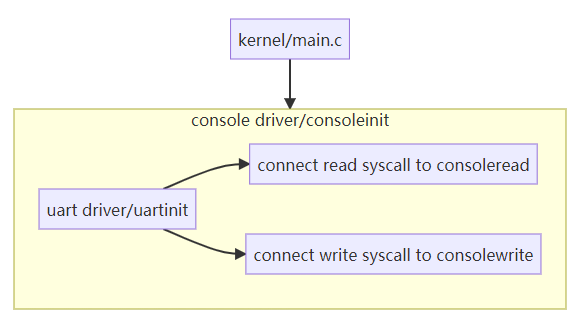 kernel/main.c
console driver/consoleinit
connect read syscall to consoleread
uart driver/uartinit
connect write syscall to consolewrite